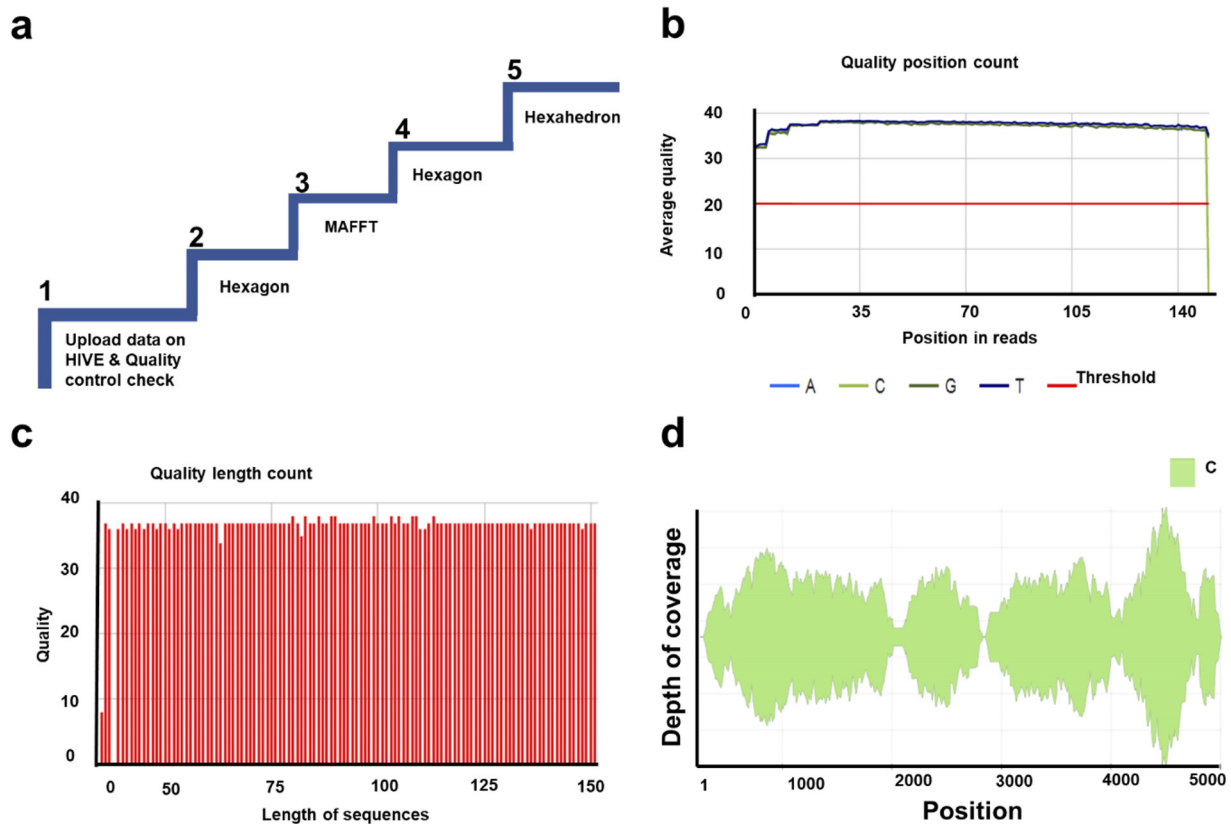 a
1
Upload data on
HIVE & Quality
control check
2
Hexagon
3
MAFFT
4
Hexagon
5
Hexahedron
b
Quality position count
Average quality
40
30
20
10
0
0 35 70 105 140
Position in reads
A C G T Threshold
c
Quality length count
Quality
40
30
20
10
0
0 50 75 100 125 150
Length of sequences
d
C
Depth of coverage
1 1000 2000 3000 4000 5000
Position